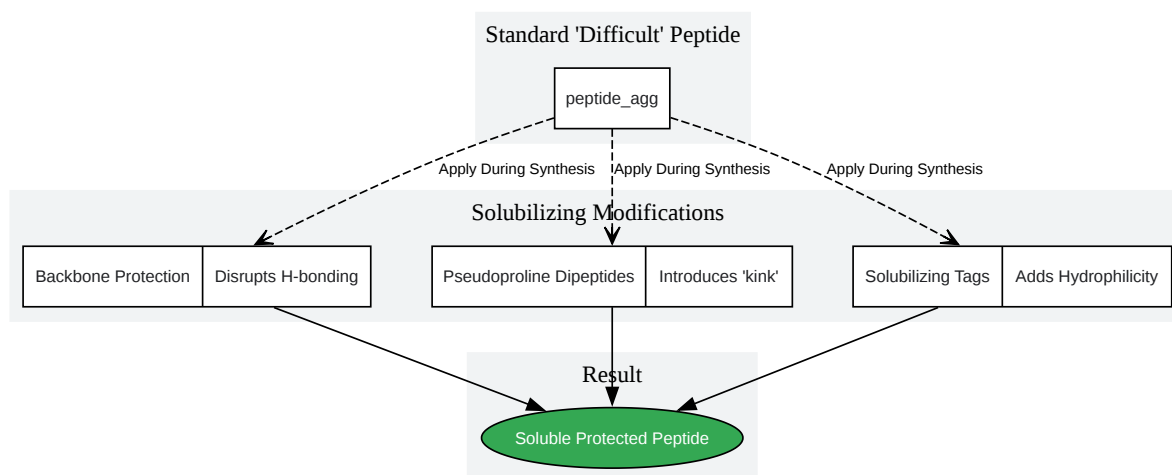 Standard 'Difficult' Peptide
peptide_agg
Apply During Synthesis
Apply During Synthesis
Apply During Synthesis
Solubilizing Modifications
Backbone Protection
Disrupts H-bonding
Pseudoproline Dipeptides
Introduces 'kink'
Solubilizing Tags
Adds Hydrophilicity
Result
Soluble Protected Peptide